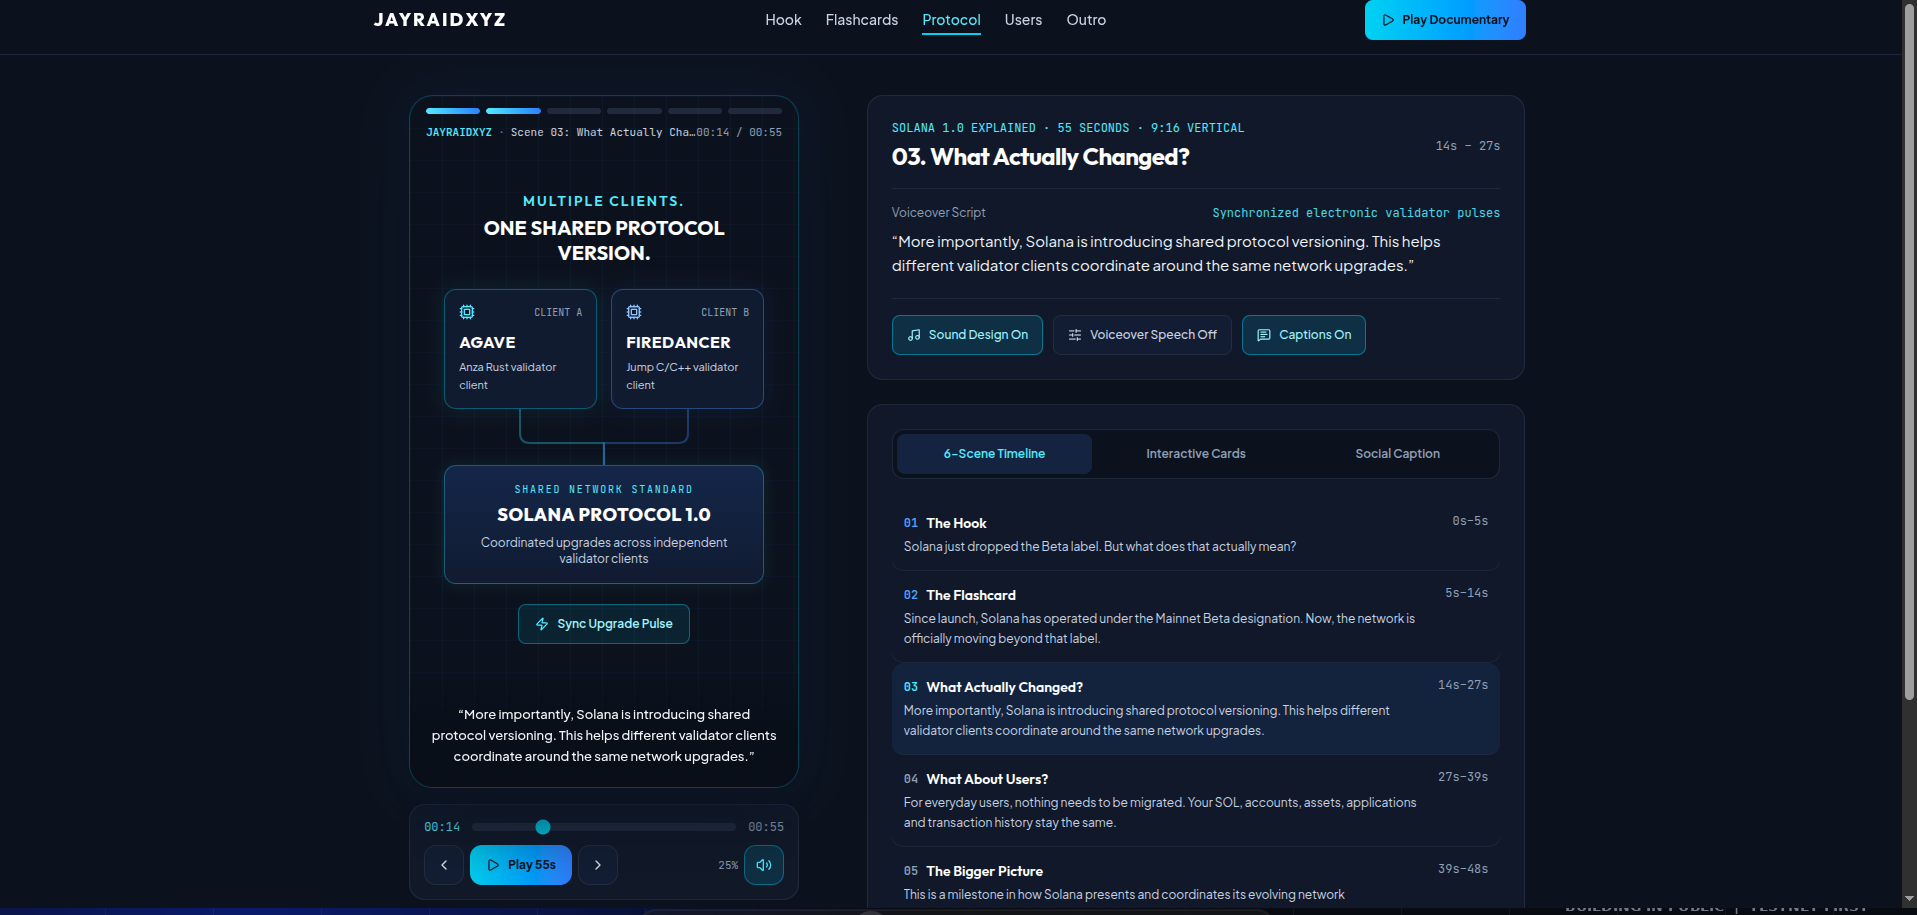 JAYRAIDXYZ
Hook Flashcards Protocol Users Outro
Play Documentary
JAYRAIDXYZ · Scene 03: What Actually Cha…00:14 / 00:55
MULTIPLE CLIENTS.
ONE SHARED PROTOCOL
VERSION.
CLIENT A
AGAVE
Anza Rust validator
client
CLIENT B
FIREDANCER
Jump C/C++ validator
client
SHARED NETWORK STANDARD
SOLANA PROTOCOL 1.0
Coordinated upgrades across independent
validator clients
Sync Upgrade Pulse
“More importantly, Solana is introducing shared
protocol versioning. This helps different validator clients
coordinate around the same network upgrades.”
00:14 00:55
Play 55s
25%
SOLANA 1.0 EXPLAINED · 55 SECONDS · 9:16 VERTICAL
03. What Actually Changed?
14s – 27s
Voiceover Script
Synchronized electronic validator pulses
“More importantly, Solana is introducing shared protocol versioning. This helps
different validator clients coordinate around the same network upgrades.”
Sound Design On
Voiceover Speech Off
Captions On
6-Scene Timeline
Interactive Cards
Social Caption
01 The Hook 0s–5s
Solana just dropped the Beta label. But what does that actually mean?
02 The Flashcard 5s–14s
Since launch, Solana has operated under the Mainnet Beta designation. Now, the network is
officially moving beyond that label.
03 What Actually Changed? 14s–27s
More importantly, Solana is introducing shared protocol versioning. This helps different
validator clients coordinate around the same network upgrades.
04 What About Users? 27s–39s
For everyday users, nothing needs to be migrated. Your SOL, accounts, assets, applications
and transaction history stay the same.
05 The Bigger Picture 39s–48s
This is a milestone in how Solana presents and coordinates its evolving network
BUILDING IN PUBLIC | TESTNET FIRST